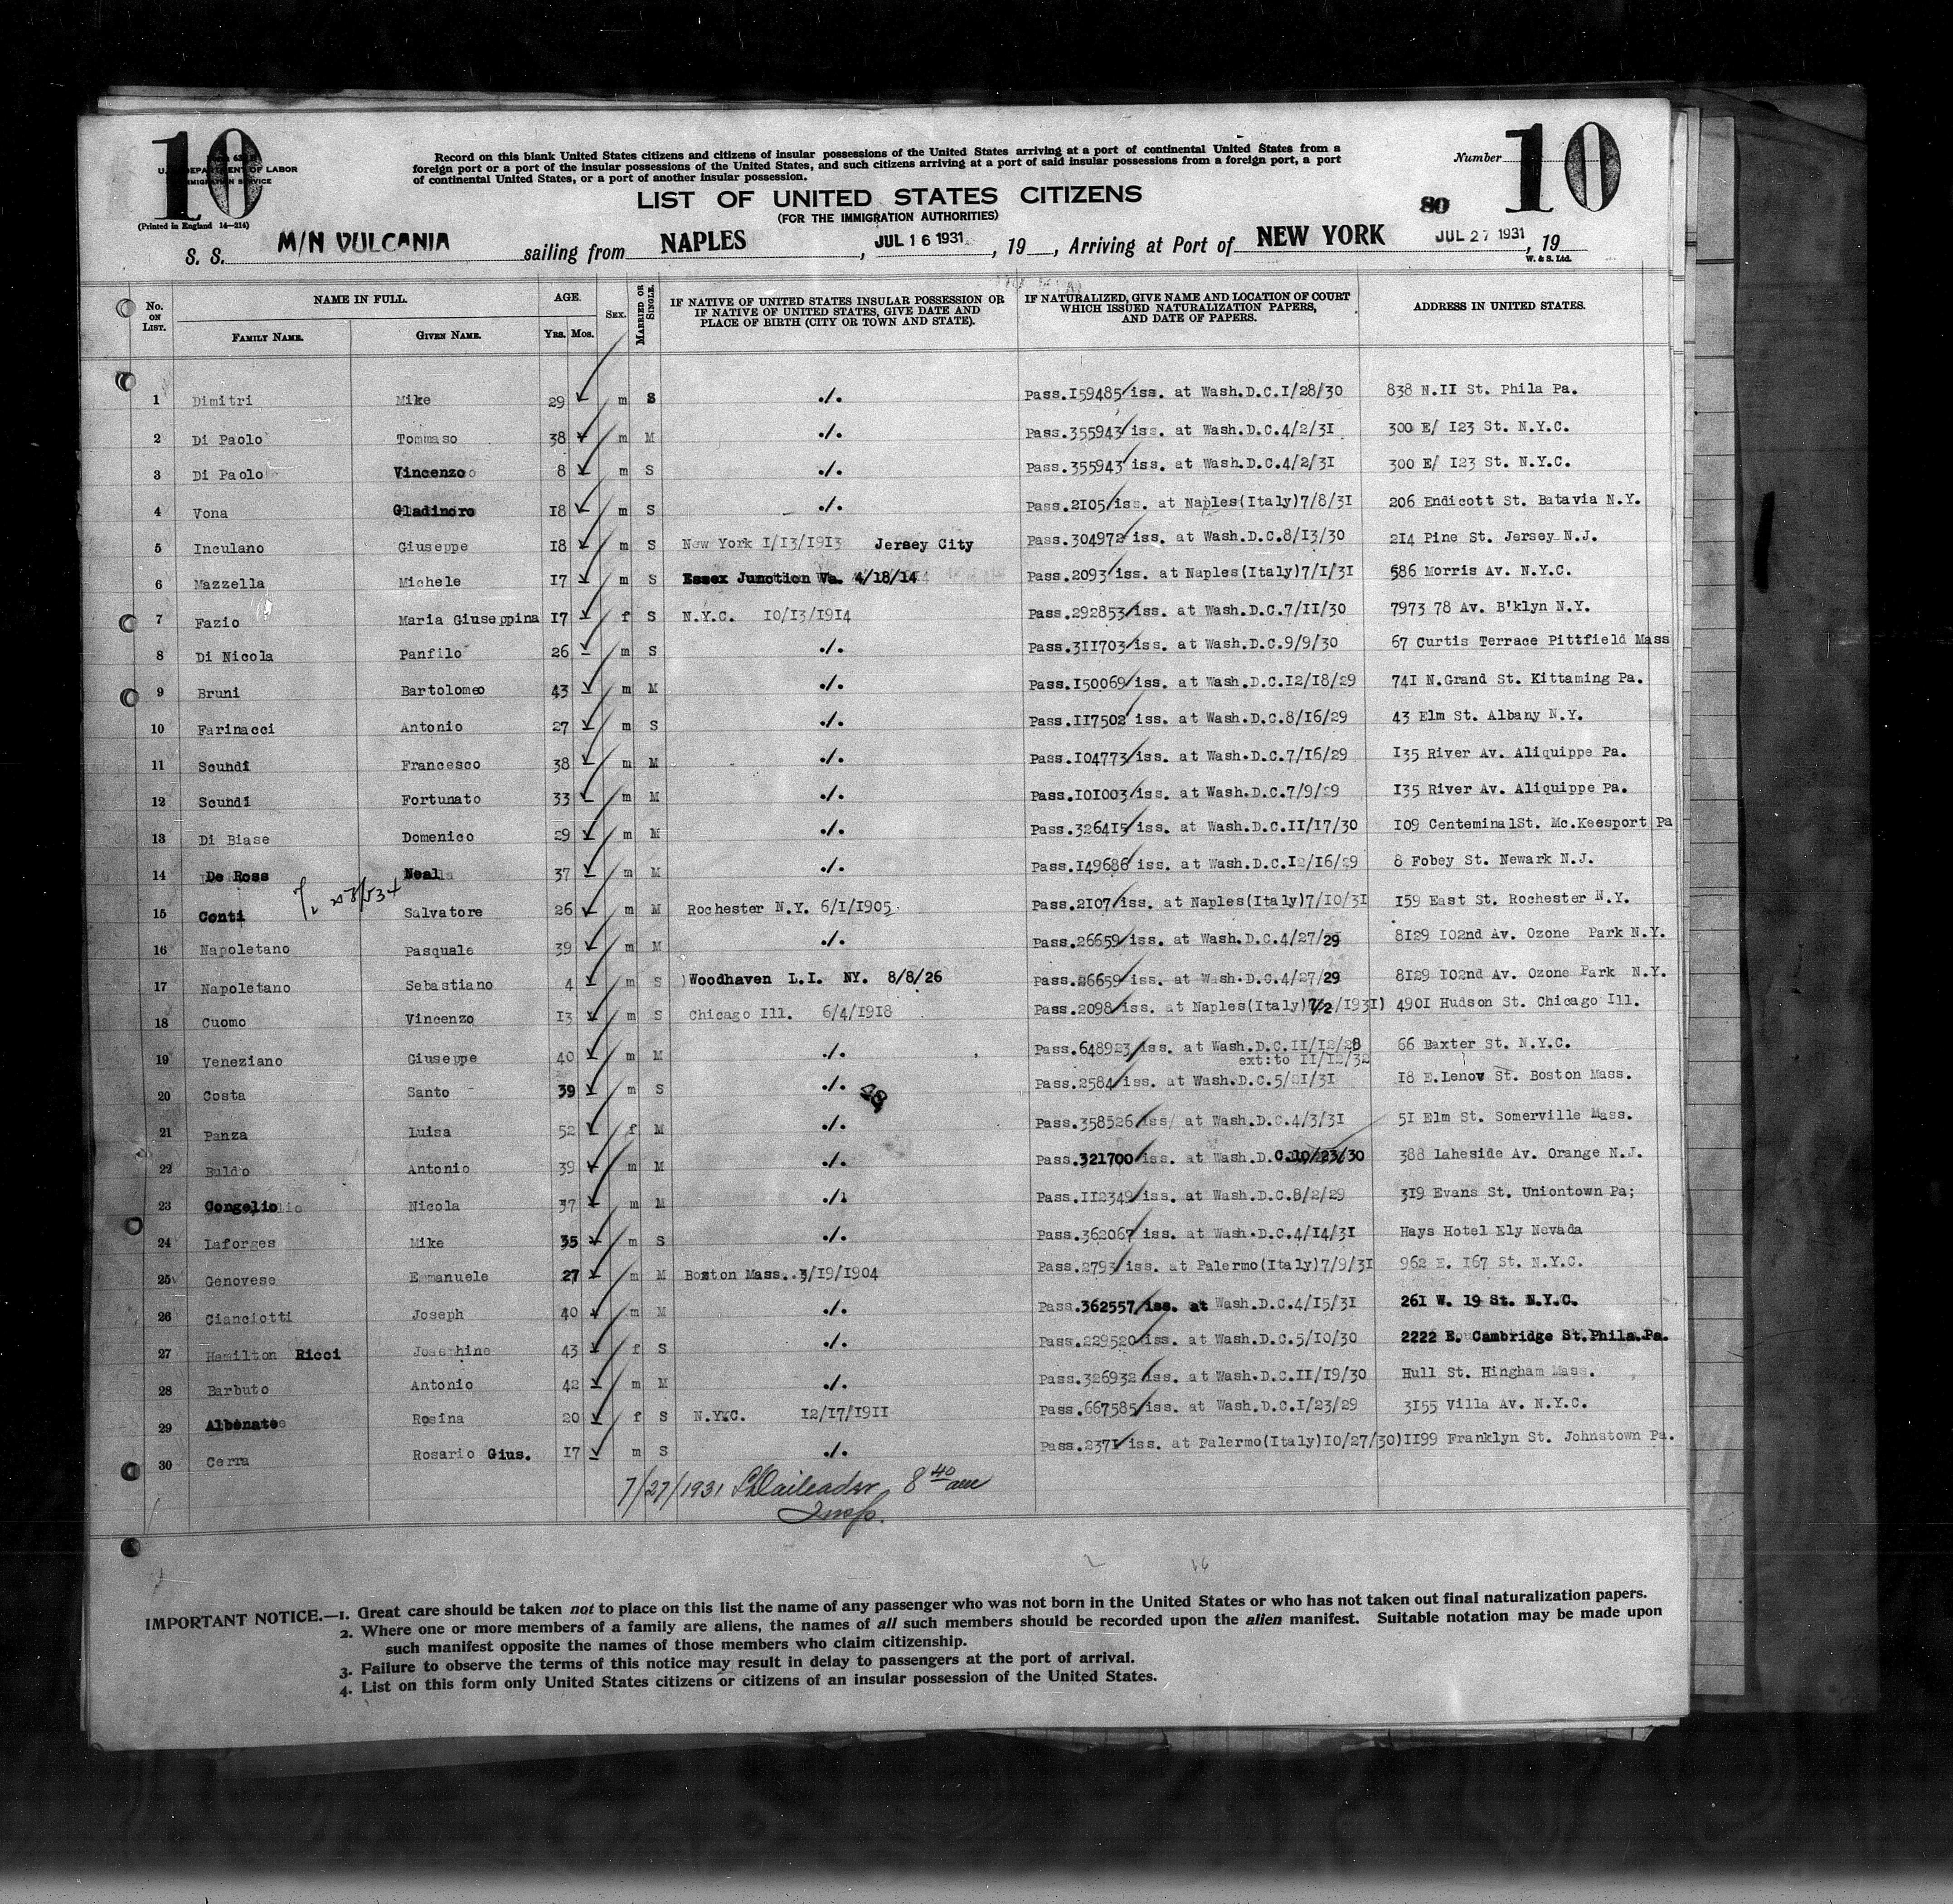 10
U.S. DEPARTMENT OF LABOR
IMMIGRATION SERVICE
(Printed in England 14—214)
Record on this blank United States citizens and citizens of insular possessions of the United States arriving at a port of continental United States from a
foreign port or a port of the insular possessions of the United States, and such citizens arriving at a port of said insular possessions from a foreign port, a port
of continental United States, or a port of another insular possession.
Number 10
LIST OF UNITED STATES CITIZENS
(FOR THE IMMIGRATION AUTHORITIES)
80
S. S. M/N VULCANIA sailing from NAPLES, JUL 16 1931, 19 , Arriving at Port of NEW YORK JUL 27 1931, 19
W. & S. Ltd.
No. ON LIST. NAME IN FULL. FAMILY NAME. GIVEN NAME. AGE. YRS. MOS. SEX. MARRIED OR SINGLE. IF NATIVE OF UNITED STATES INSULAR POSSESSION OR IF NATIVE OF UNITED STATES, GIVE DATE AND PLACE OF BIRTH (CITY OR TOWN AND STATE). IF NATURALIZED, GIVE NAME AND LOCATION OF COURT WHICH ISSUED NATURALIZATION PAPERS, AND DATE OF PAPERS. ADDRESS IN UNITED STATES.
1 Dimitri Mike 29 m S ./. Pass.159485/iss. at Wash.D.C.1/28/30 838 N.II St. Phila Pa.
2 Di Paolo Tommaso 38 m M ./. Pass.355943/iss. at Wash.D.C.4/2/31 300 E/ 123 St. N.Y.C.
3 Di Paolo Vincenzo 8 m S ./. Pass.355943 iss. at Wash.D.C.4/2/31 300 E/ 123 St. N.Y.C.
4 Vona Gladinoro 18 m S ./. Pass.2105/iss. at Naples(Italy)7/8/31 206 Endicott St. Batavia N.Y.
5 Inculano Giuseppe 18 m S New York 1/13/1913 Jersey City Pass.304972/iss. at Wash.D.C.8/13/30 214 Pine St. Jersey N.J.
6 Mazzella Michele 17 m S Essex Junction Va. 4/18/14 Pass.2093/iss. at Naples(Italy)7/1/31 586 Morris Av. N.Y.C.
7 Fazio Maria Giuseppina 17 f S N.Y.C. 10/13/1914 Pass.292853/iss. at Wash.D.C.7/11/30 7973 78 Av. B'klyn N.Y.
8 Di Nicola Panfilo 26 m S ./. Pass.311703/iss. at Wash.D.C.9/9/30 67 Curtis Terrace Pittfield Mass
9 Bruni Bartolomeo 43 m M ./. Pass.150069/iss. at Wash.D.C.12/18/29 741 N.Grand St. Kittaming Pa.
10 Farinacci Antonio 27 m S ./. Pass.117502 iss. at Wash.D.C.8/16/29 43 Elm St. Albany N.Y.
11 Scundi Francesco 38 m M ./. Pass.104773/iss. at Wash.D.C.7/16/29 135 River Av. Aliquippe Pa.
12 Scundi Fortunato 33 m M ./. Pass.101003/iss. at Wash.D.C.7/9/29 135 River Av. Aliquippe Pa.
13 Di Biase Domenico 29 m M ./. Pass.326415/iss. at Wash.D.C.11/17/30 109 CenteminalSt. Mc.Keesport Pa
14 De Ross Neal 37 m M ./. Pass.149686 iss. at Wash.D.C.12/16/29 8 Fobey St. Newark N.J.
15 Conti Salvatore 26 m M Rochester N.Y. 6/1/1905 Pass.2107/iss. at Naples(Italy)7/10/31 159 East St. Rochester N.Y.
16 Napoletano Pasquale 39 m M ./. Pass.26659/iss. at Wash.D.C.4/27/29 8129 102nd Av. Ozone Park N.Y.
17 Napoletano Sebastiano 4 m S Woodhaven L.I. NY. 8/8/26 Pass.26659/iss. at Wash.D.C.4/27/29 8129 102nd Av. Ozone Park N.Y.
18 Cuomo Vincenzo 13 m S Chicago Ill. 6/4/1918 Pass.2098/iss. at Naples(Italy)7/2/1931) 4901 Hudson St. Chicago Ill.
19 Veneziano Giuseppe 40 m M ./. Pass.648923/iss. at Wash.D.C.11/12/28 66 Baxter St. N.Y.C.
ext:to 11/12/32
20 Costa Santo 39 m S ./. Pass.2584/iss. at Wash.D.C.5/21/31 18 E.Lenov St. Boston Mass.
21 Panza Luisa 52 f M ./. Pass.358526/iss/ at Wash.D.C.4/3/31 51 Elm St. Somerville Mass.
22 Buldo Antonio 39 m M ./. Pass.321700/iss. at Wash.D.C.10/23/30 388 Laheside Av. Orange N.J.
23 Congelio Nicola 37 m M ./. Pass.112349/iss. at Wash.D.C.8/2/29 319 Evans St. Uniontown Pa;
24 Laforges Mike 35 m S ./. Pass.362067 iss. at Wash.D.C.4/14/31 Hays Hotel Ely Nevada
25 Genovese Emmanuele 27 m M Boston Mass. 3/19/1904 Pass.2793/iss. at Palermo(Italy)7/9/31 962 E. 167 St. N.Y.C.
26 Cianciotti Joseph 40 m M ./. Pass.362557/iss. at Wash.D.C.4/15/31 261 W. 19 St. N.Y.C.
27 Hamilton Ricci Josephine 43 f S ./. Pass.229520/iss. at Wash.D.C.5/10/30 2222 E. Cambridge St.Phila.Pa.
28 Barbuto Antonio 42 m M ./. Pass.326932/iss. at Wash.D.C.11/19/30 Hull St. Hingham Mass.
29 Albenate Rosina 20 f S N.Y.C. 12/17/1911 Pass.667585/iss. at Wash.D.C.1/23/29 3155 Villa Av. N.Y.C.
30 Cerra Rosario Gius. 17 m S ./. Pass.2371/iss. at Palermo(Italy)10/27/30)1199 Franklyn St. Johnstown Pa.
7/27/1931 8 40 am
Insp.
IMPORTANT NOTICE.—1. Great care should be taken not to place on this list the name of any passenger who was not born in the United States or who has not taken out final naturalization papers.
2. Where one or more members of a family are aliens, the names of all such members should be recorded upon the alien manifest. Suitable notation may be made upon
such manifest opposite the names of those members who claim citizenship.
3. Failure to observe the terms of this notice may result in delay to passengers at the port of arrival.
4. List on this form only United States citizens or citizens of an insular possession of the United States.